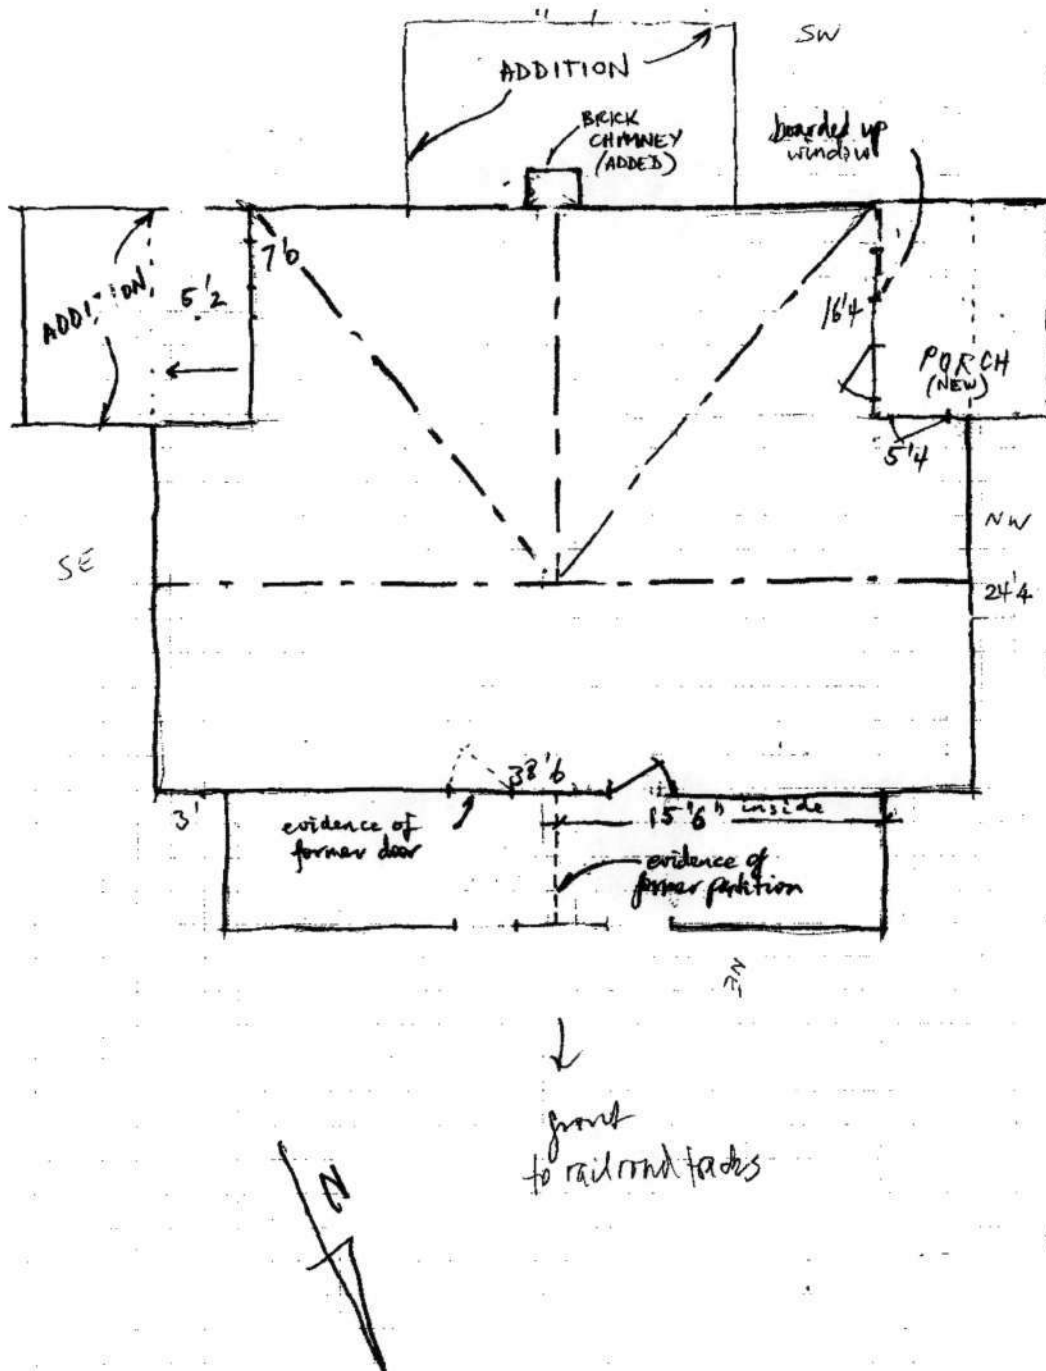 SW
ADDITION
BRICK
CHIMNEY
(ADDED)
boarded up
window
7'6
5'2
ADDITION
16'4
PORCH
(NEW)
5'4
SE
NW
24'4
38'6
3'
15'6" inside
evidence of
former door
evidence of
former partition
NE
front
to railroad tracks
N